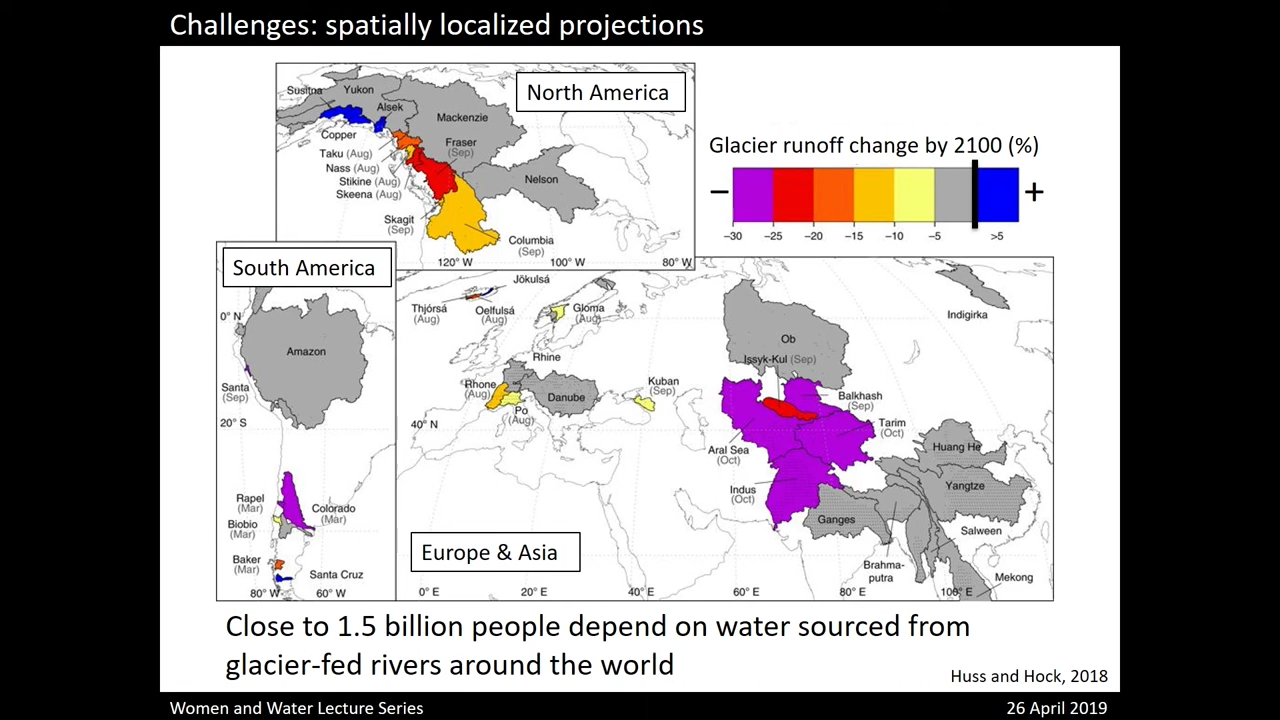 Challenges: spatially localized projections
North America
Susitna
Yukon
Alsek
Mackenzie
Copper
Fraser
(Sep)
Taku (Aug)
Nass (Aug)
Stikine (Aug)
Skeena (Aug)
Nelson
Skagit
(Sep)
Columbia
(Sep)
120° W
100° W
80° W
Glacier runoff change by 2100 (%)
−
+
−30
−25
−20
−15
−10
−5
>5
South America
0° N
Amazon
Santa
(Sep)
20° S
Rapel
(Mar)
Colorado
(Mar)
Biobio
(Mar)
Baker
(Mar)
Santa Cruz
80° W
60° W
Jökulsá
Thjórsá
(Aug)
Oelfulsá
(Aug)
Gloma
(Aug)
Indigirka
Ob
Rhine
Issyk-Kul (Sep)
Rhone
(Aug)
Danube
Kuban
(Sep)
Po
(Aug)
Balkhash
(Sep)
40° N
Tarim
(Oct)
Aral Sea
(Oct)
Huang He
Indus
(Oct)
Yangtze
Ganges
Salween
Europe & Asia
Brahma-
putra
Mekong
0° E
20° E
40° E
60° E
80° E
100° E
Close to 1.5 billion people depend on water sourced from
glacier-fed rivers around the world
Huss and Hock, 2018
Women and Water Lecture Series
26 April 2019